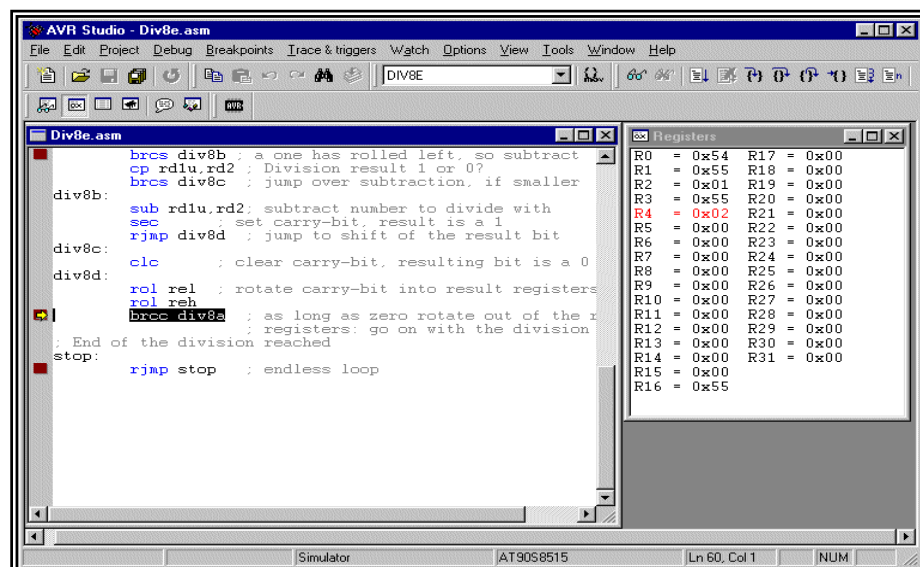 AVR Studio - Div8e.asm
File Edit Project Debug Breakpoints Trace & triggers Watch Options View Tools Window Help
DIV8E
Div8e.asm
brcs div8b ; a one has rolled left, so subtract
cp rd1u,rd2 ; Division result 1 or 0?
brcs div8c ; jump over subtraction, if smaller
div8b:
sub rd1u,rd2; subtract number to divide with
sec ; set carry-bit, result is a 1
rjmp div8d ; jump to shift of the result bit
div8c:
clc ; clear carry-bit, resulting bit is a 0
div8d:
rol rel ; rotate carry-bit into result registers
rol reh
brcc div8a ; as long as zero rotate out of the r
; registers: go on with the division
; End of the division reached
stop:
rjmp stop ; endless loop
Registers
R0 = 0x54 R17 = 0x00
R1 = 0x55 R18 = 0x00
R2 = 0x01 R19 = 0x00
R3 = 0x55 R20 = 0x00
R4 = 0x02 R21 = 0x00
R5 = 0x00 R22 = 0x00
R6 = 0x00 R23 = 0x00
R7 = 0x00 R24 = 0x00
R8 = 0x00 R25 = 0x00
R9 = 0x00 R26 = 0x00
R10 = 0x00 R27 = 0x00
R11 = 0x00 R28 = 0x00
R12 = 0x00 R29 = 0x00
R13 = 0x00 R30 = 0x00
R14 = 0x00 R31 = 0x00
R15 = 0x00
R16 = 0x55
Simulator AT90S8515 Ln 60, Col 1 NUM